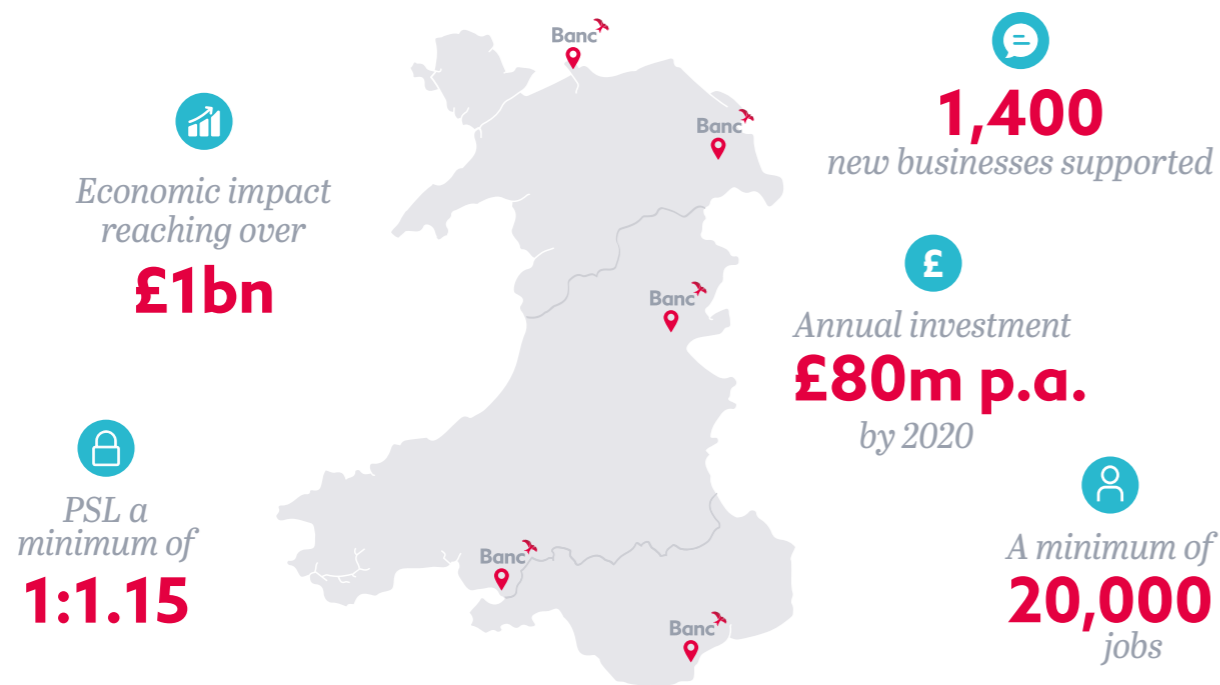 Banc
Banc
Banc
Banc
Banc
Economic impact
reaching over
£1bn
PSL a
minimum of
1:1.15
1,400
new businesses supported
£
Annual investment
£80m p.a.
by 2020
A minimum of
20,000
jobs